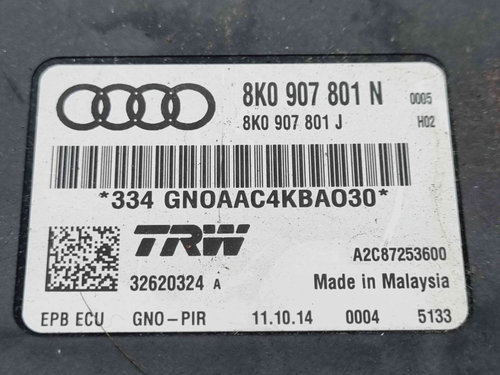 8K0 907 801 N 0005
8K0 907 801 J H02
*334 GNOAAC4KBAO30*
TRW A2C87253600
32620324 A Made in Malaysia
EPB ECU GNO-PIR 11.10.14 0004 5133